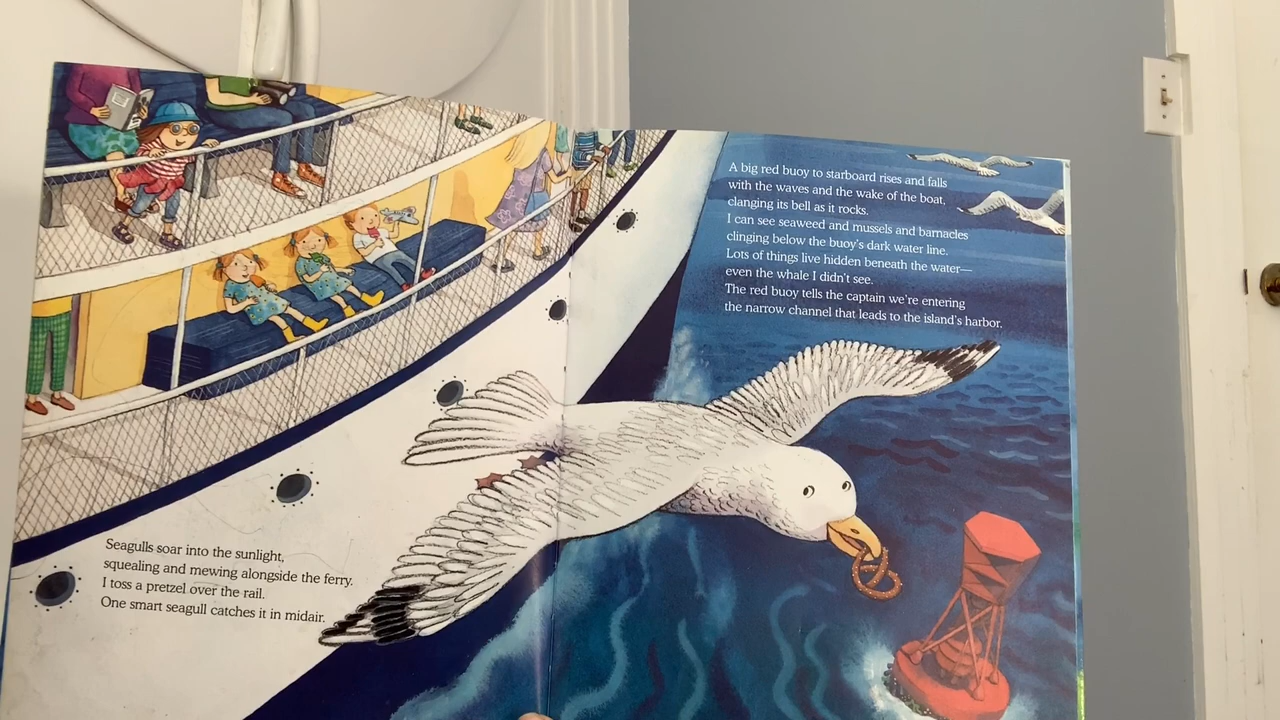 Seagulls soar into the sunlight,
squealing and mewing alongside the ferry.
I toss a pretzel over the rail.
One smart seagull catches it in midair.
A big red buoy to starboard rises and falls
with the waves and the wake of the boat,
clanging its bell as it rocks.
I can see seaweed and mussels and barnacles
clinging below the buoy's dark water line.
Lots of things live hidden beneath the water—
even the whale I didn't see.
The red buoy tells the captain we're entering
the narrow channel that leads to the island's harbor.